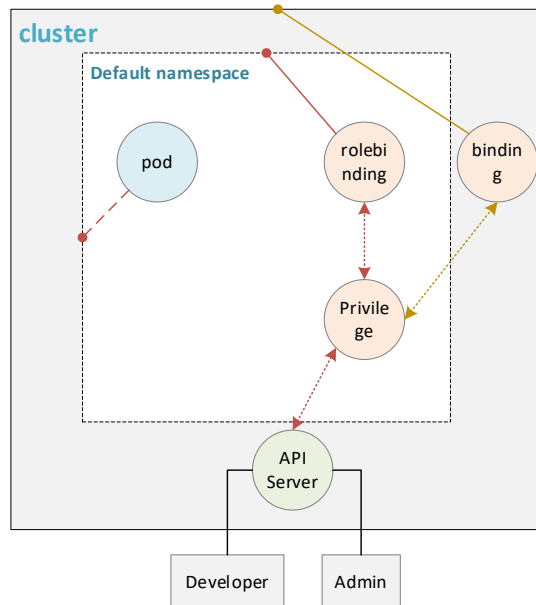 cluster
Default namespace
pod
rolebi
nding
bindin
g
Privile
ge
API
Server
Developer
Admin